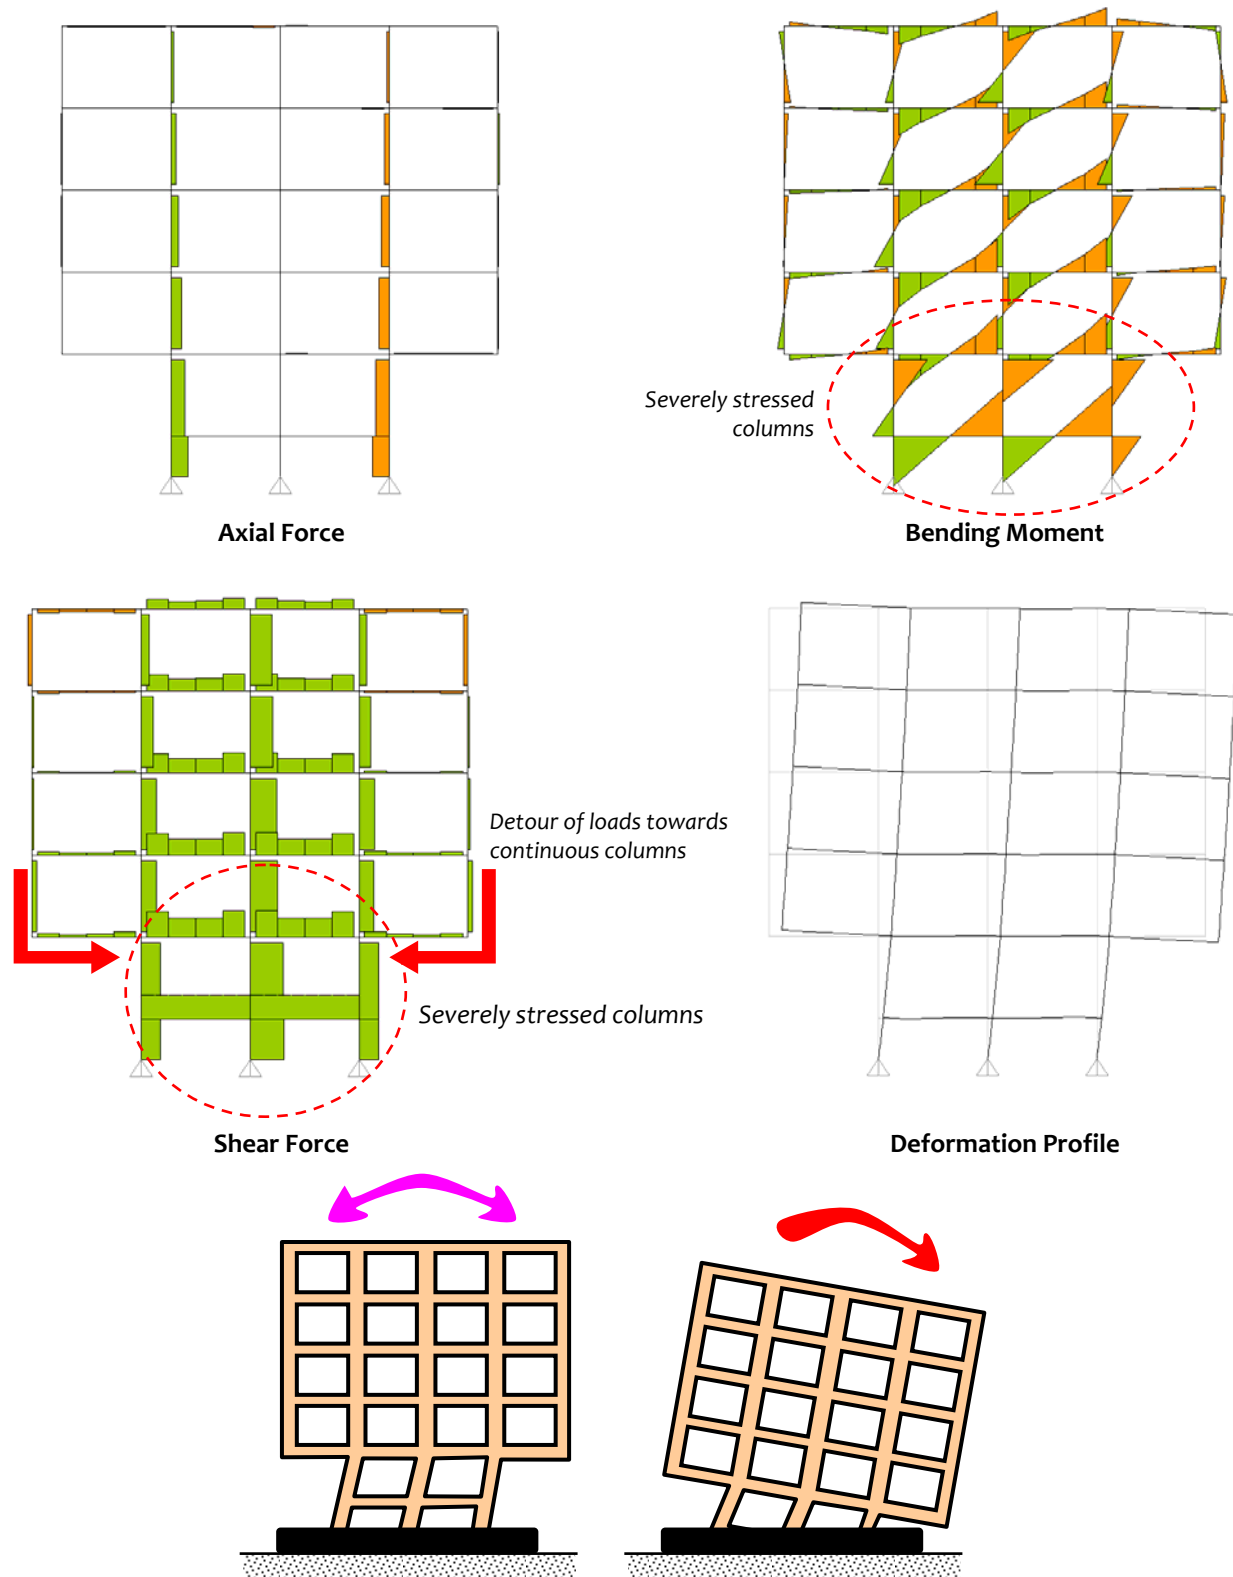 Severely stressed
columns
Axial Force
Bending Moment
Detour of loads towards
continuous columns
Severely stressed columns
Shear Force
Deformation Profile